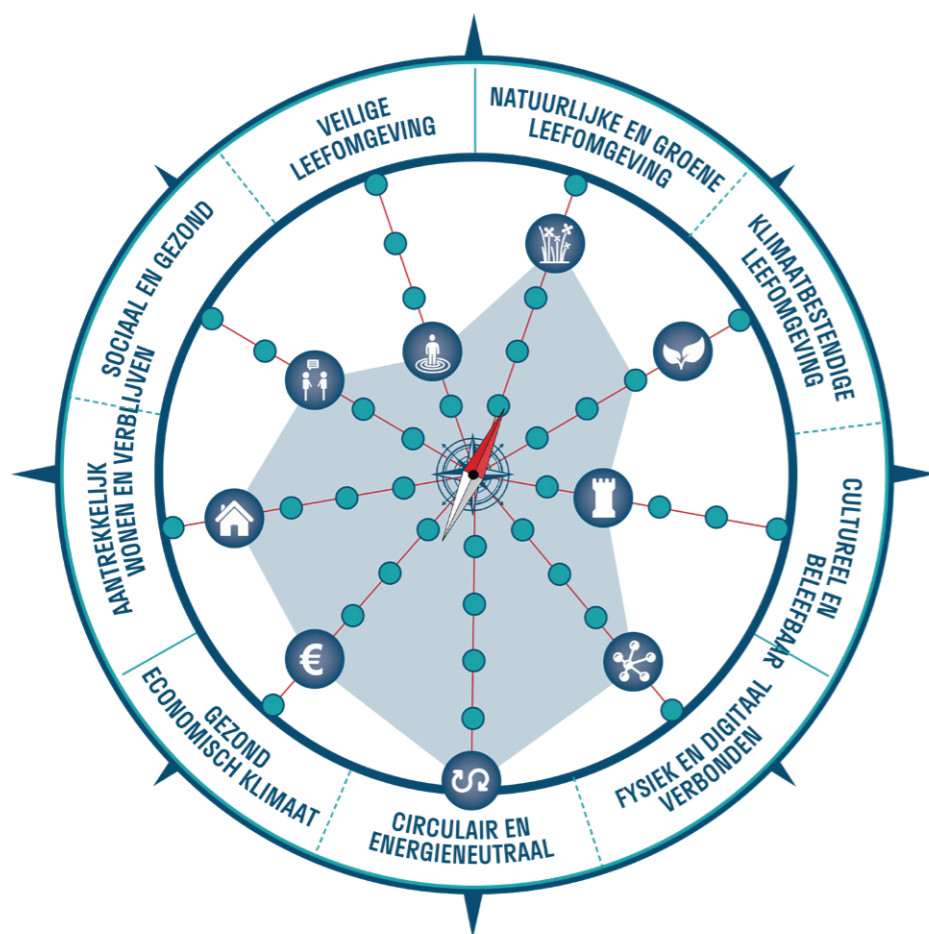 VEILIGE
LEEFOMGEVING
NATUURLIJKE EN GROENE
LEEFOMGEVING
KLIMAATBESTENDIGE
LEEFOMGEVING
CULTUREEL EN
BELEEFBAAR
FYSIEK EN DIGITAAL
VERBONDEN
CIRCULAIR EN
ENERGIENEUTRAAL
GEZOND
ECONOMISCH KLIMAAT
AANTREKKELIJK
WONEN EN VERBLIJVEN
SOCIAAL EN GEZOND
€